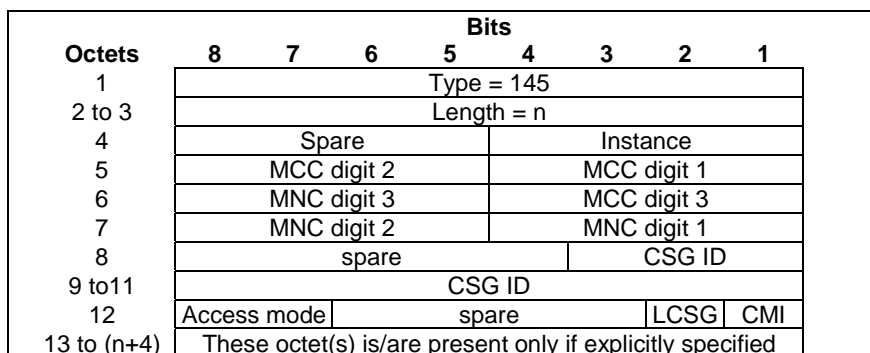 Bits
Octets 8 7 6 5 4 3 2 1
1 Type = 145
2 to 3 Length = n
4 Spare Instance
5 MCC digit 2 MCC digit 1
6 MNC digit 3 MCC digit 3
7 MNC digit 2 MNC digit 1
8 spare CSG ID
9 to11 CSG ID
12 Access mode spare LCSG CMI
13 to (n+4) These octet(s) is/are present only if explicitly specified